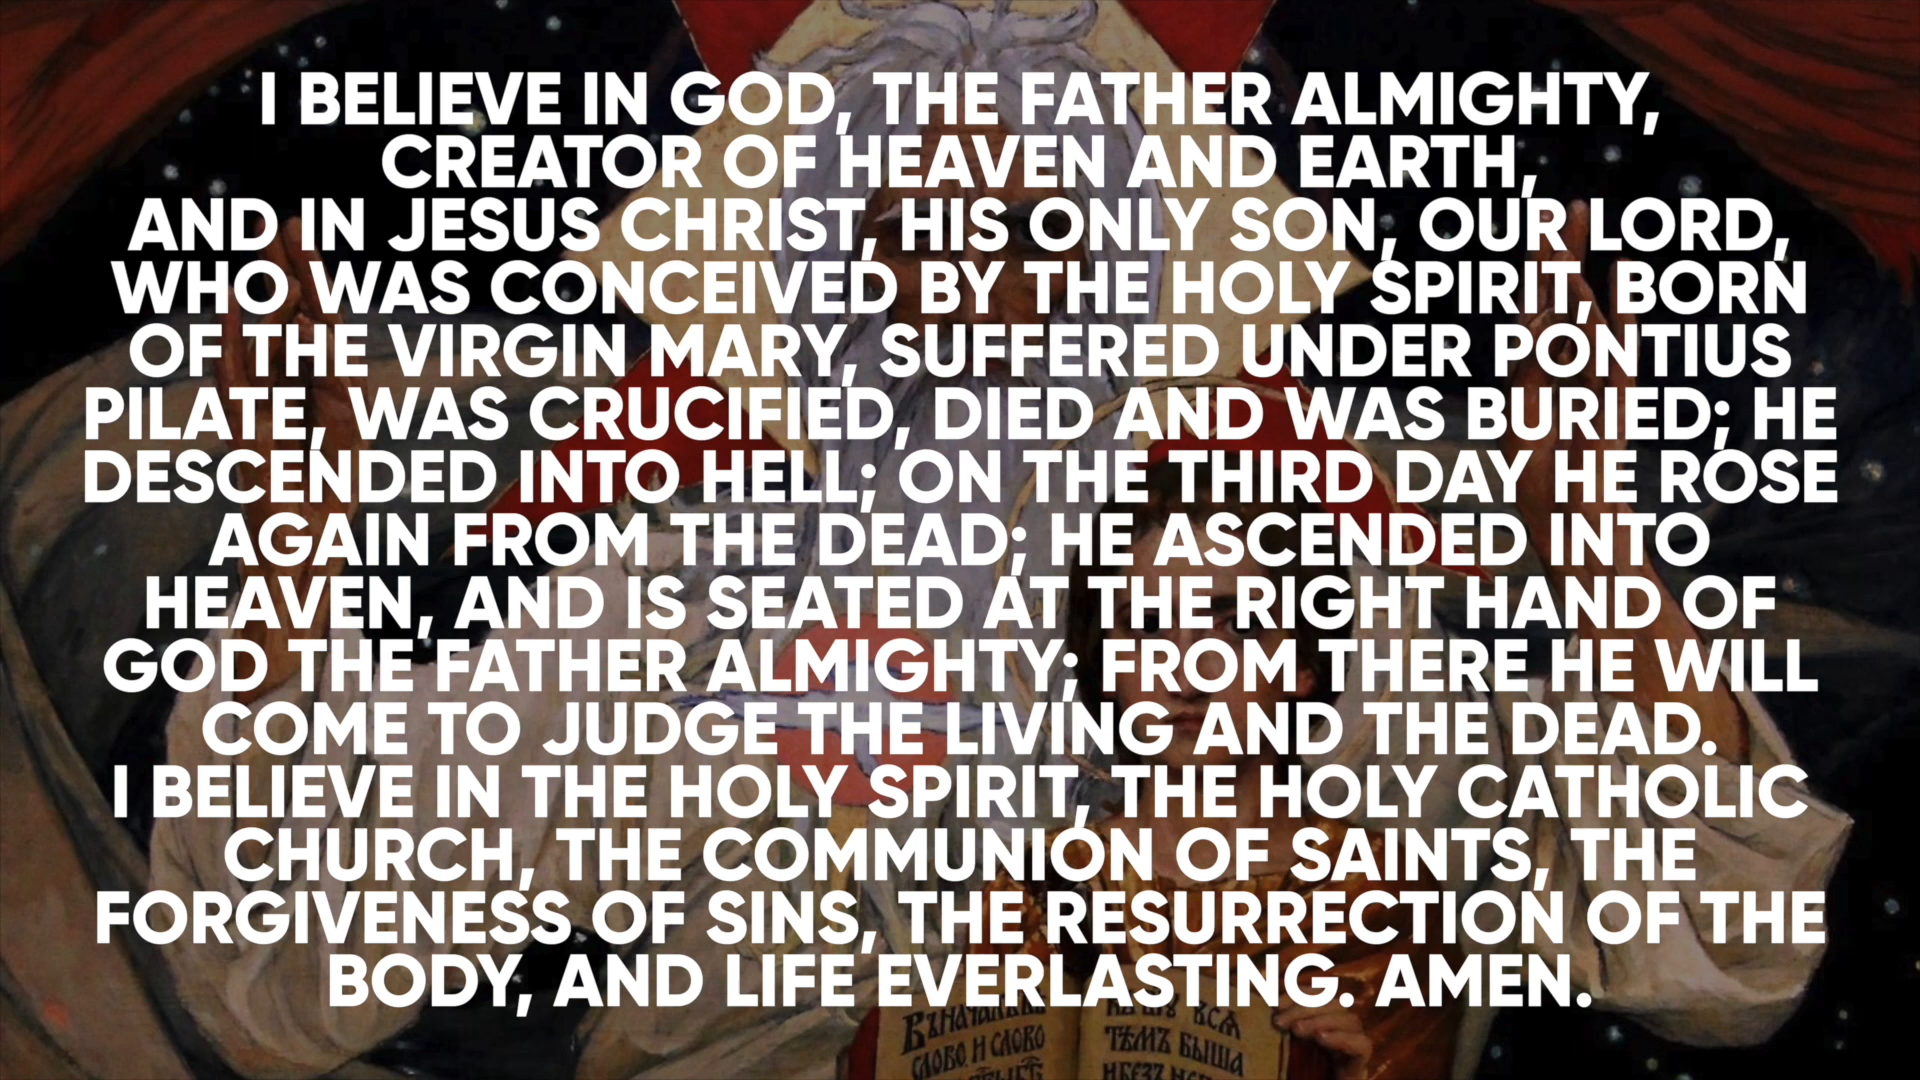 I BELIEVE IN GOD, THE FATHER ALMIGHTY,
CREATOR OF HEAVEN AND EARTH,
AND IN JESUS CHRIST, HIS ONLY SON, OUR LORD,
WHO WAS CONCEIVED BY THE HOLY SPIRIT, BORN
OF THE VIRGIN MARY, SUFFERED UNDER PONTIUS
PILATE, WAS CRUCIFIED, DIED AND WAS BURIED; HE
DESCENDED INTO HELL; ON THE THIRD DAY HE ROSE
AGAIN FROM THE DEAD; HE ASCENDED INTO
HEAVEN, AND IS SEATED AT THE RIGHT HAND OF
GOD THE FATHER ALMIGHTY; FROM THERE HE WILL
COME TO JUDGE THE LIVING AND THE DEAD.
I BELIEVE IN THE HOLY SPIRIT, THE HOLY CATHOLIC
CHURCH, THE COMMUNION OF SAINTS, THE
FORGIVENESS OF SINS, THE RESURRECTION OF THE
BODY, AND LIFE EVERLASTING. AMEN.
СЛОВО И СЛОВО
ВСЯ
ТѢМЪ БЫША